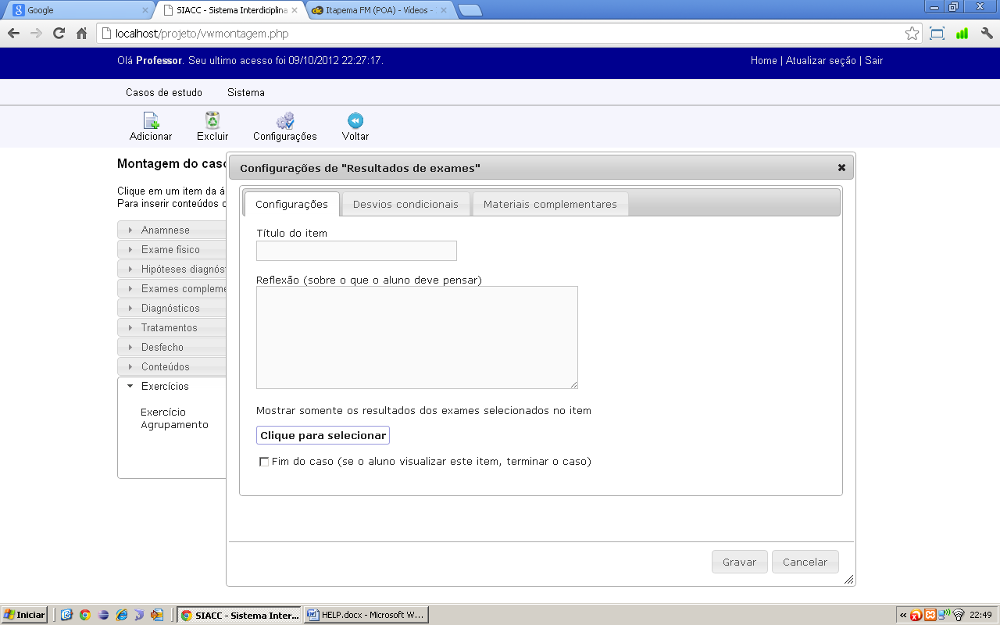 Google
SIACC - Sistema Interdiciplina
Itapema FM (POA) - Vídeos -
localhost/projeto/vwmontagem.php
Olá Professor. Seu ultimo acesso foi 09/10/2012 22:27:17.
Home | Atualizar seção | Sair
Casos de estudo Sistema
Adicionar Excluir Configurações Voltar
Montagem do caso
Clique em um item da á
Para inserir conteúdos c
Anamnese
Exame físico
Hipóteses diagnóst
Exames compleme
Diagnósticos
Tratamentos
Desfecho
Conteúdos
Exercícios
Exercício
Agrupamento
Configurações de "Resultados de exames"
Configurações Desvios condicionais Materiais complementares
Título do item
Reflexão (sobre o que o aluno deve pensar)
Mostrar somente os resultados dos exames selecionados no item
Clique para selecionar
Fim do caso (se o aluno visualizar este item, terminar o caso)
Gravar Cancelar
Iniciar
SIACC - Sistema Inter...
HELP.docx - Microsoft W...
22:49